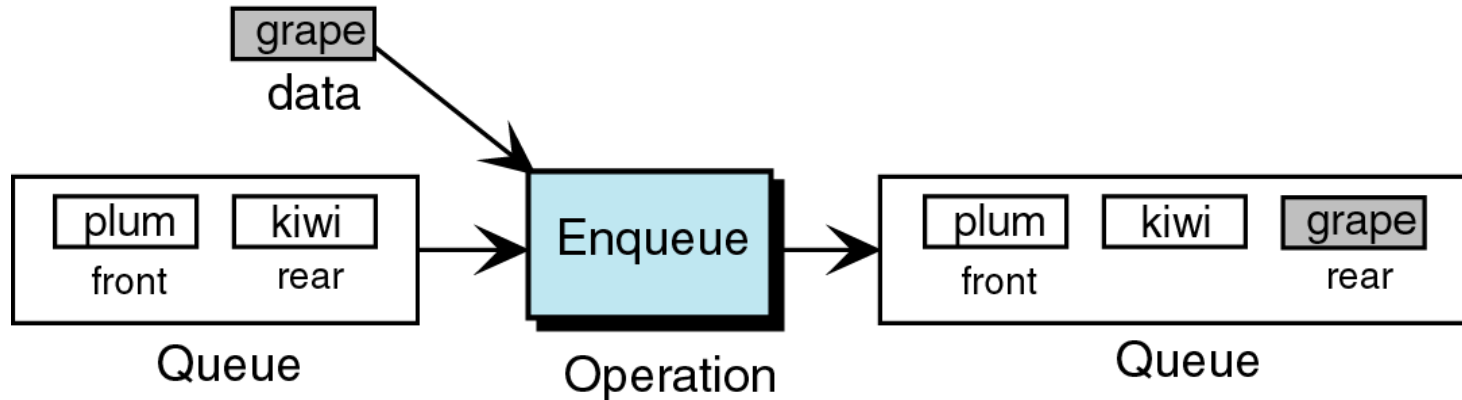 grape
data
plum kiwi
front rear
Queue
Enqueue
Operation
plum kiwi grape
front rear
Queue